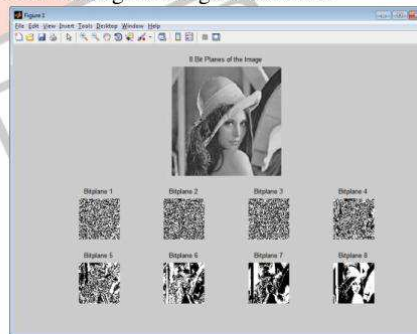 Figure 1
File Edit View Insert Tools Desktop Window Help
8 Bit Planes of the Image
Bitplane 1 Bitplane 2 Bitplane 3 Bitplane 4
Bitplane 5 Bitplane 6 Bitplane 7 Bitplane 8